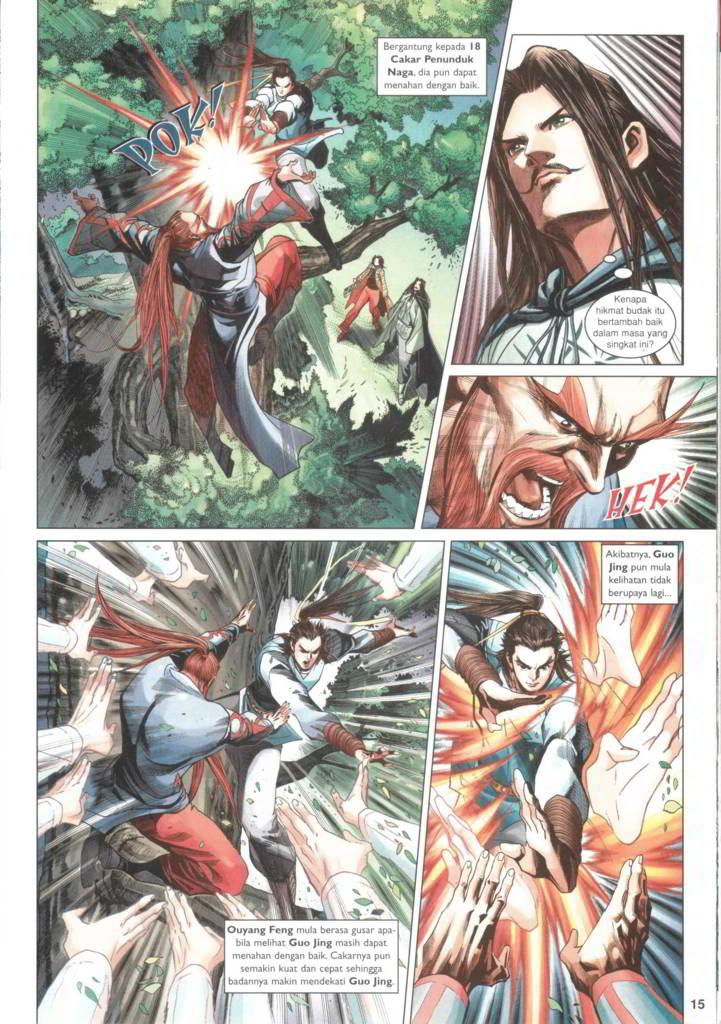 Bergantung kepada 18
Cakar Penunduk
Naga, dia pun dapat
menahan dengan baik.
POK!
Kenapa
hikmat budak itu
bertambah baik
dalam masa yang
singkat ini?
HEK!
Ouyang Feng mula berasa gusar apa-
bila melihat Guo Jing masih dapat
menahan dengan baik. Cakarnya pun
semakin kuat dan cepat sehingga
badannya makin mendekati Guo Jing.
Akibatnya, Guo
Jing pun mula
kelihatan tidak
berupaya lagi...
15